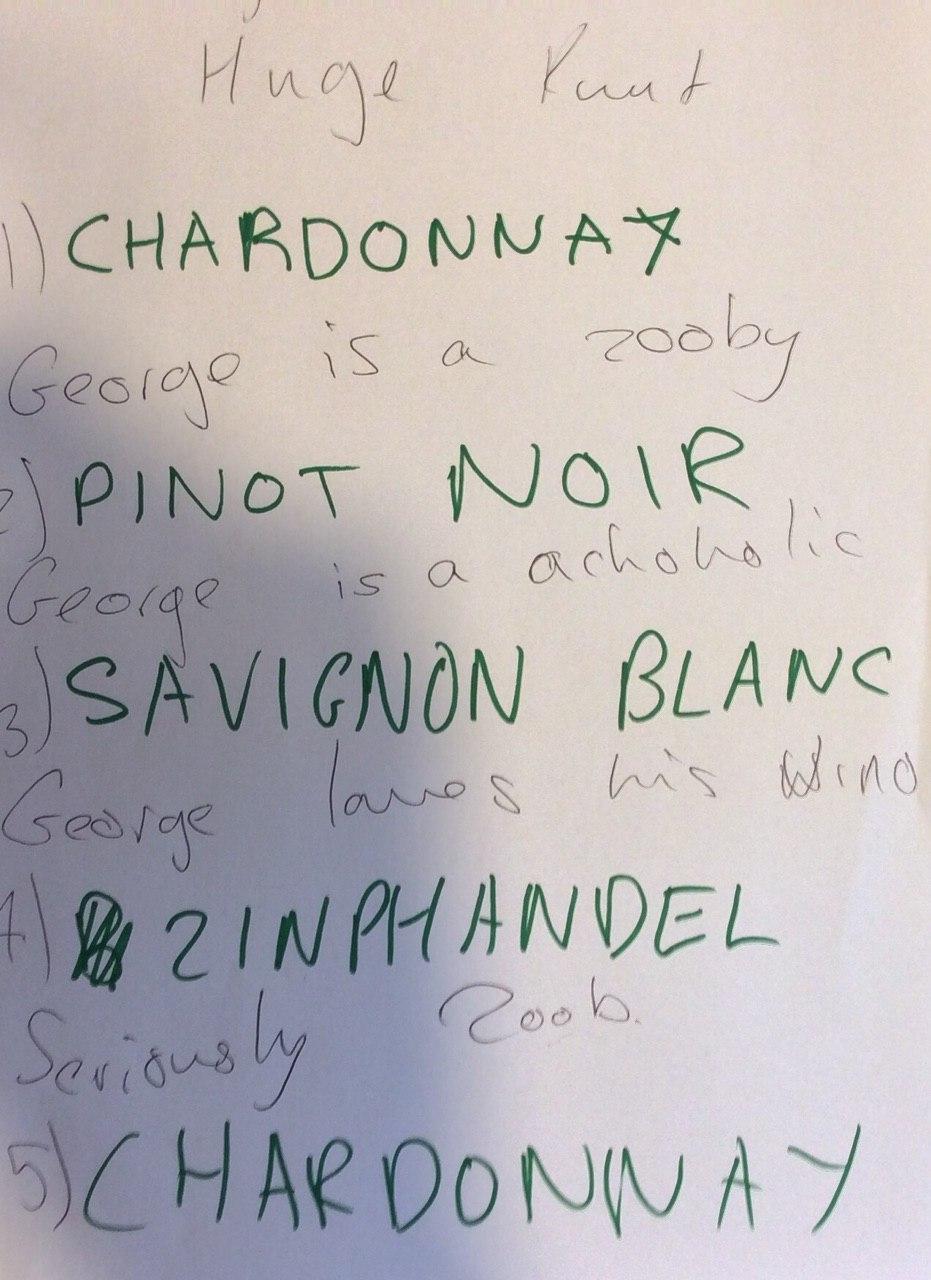 Huge Kunt
1) CHARDONNAY
George is a zooby
2) PINOT NOIR
George is a achoholic
3) SAVIGNON BLANC
George loves his Wino
4) ZINPHANDEL
Seriously Zoob.
5) CHARDONNAY